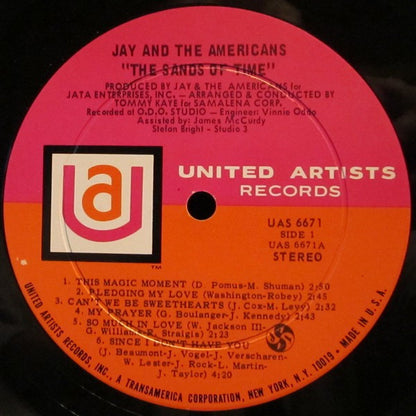 JAY AND THE AMERICANS
"THE SANDS OF TIME"
PRODUCED BY JAY & THE AMERICANS for
JATA ENTERPRISES, INC. — ARRANGED & CONDUCTED BY
TOMMY KAYE for SAMALENA CORP.
Recorded at O.D.O. STUDIO — Engineer: Vinnie Oddo
Assisted by: James McCurdy
Stefan Bright - Studio 3
ua
TM
UNITED ARTISTS
RECORDS
UAS 6671
SIDE 1
UAS 6671A
STEREO
1. THIS MAGIC MOMENT (D. Pomus-M. Shuman) 2:50
2. PLEDGING MY LOVE (Washington-Robey) 2:45
3. CAN'T WE BE SWEETHEARTS (J. Cox-M. Levy) 2:32
4. MY PRAYER (G. Boulanger-J. Kennedy) 2:43
5. SO MUCH IN LOVE (W. Jackson III-
G. Williams-R. Straigis) 2:23
6. SINCE I DON'T HAVE YOU
(J. Beaumont-J. Vogel-J. Verscharen-
W. Lester-J. Rock-L. Martin-
J. Taylor) 4:20
UNITED ARTISTS RECORDS, INC., A TRANSAMERICA CORPORATION, NEW YORK, N.Y. 10019 • MADE IN U.S.A.